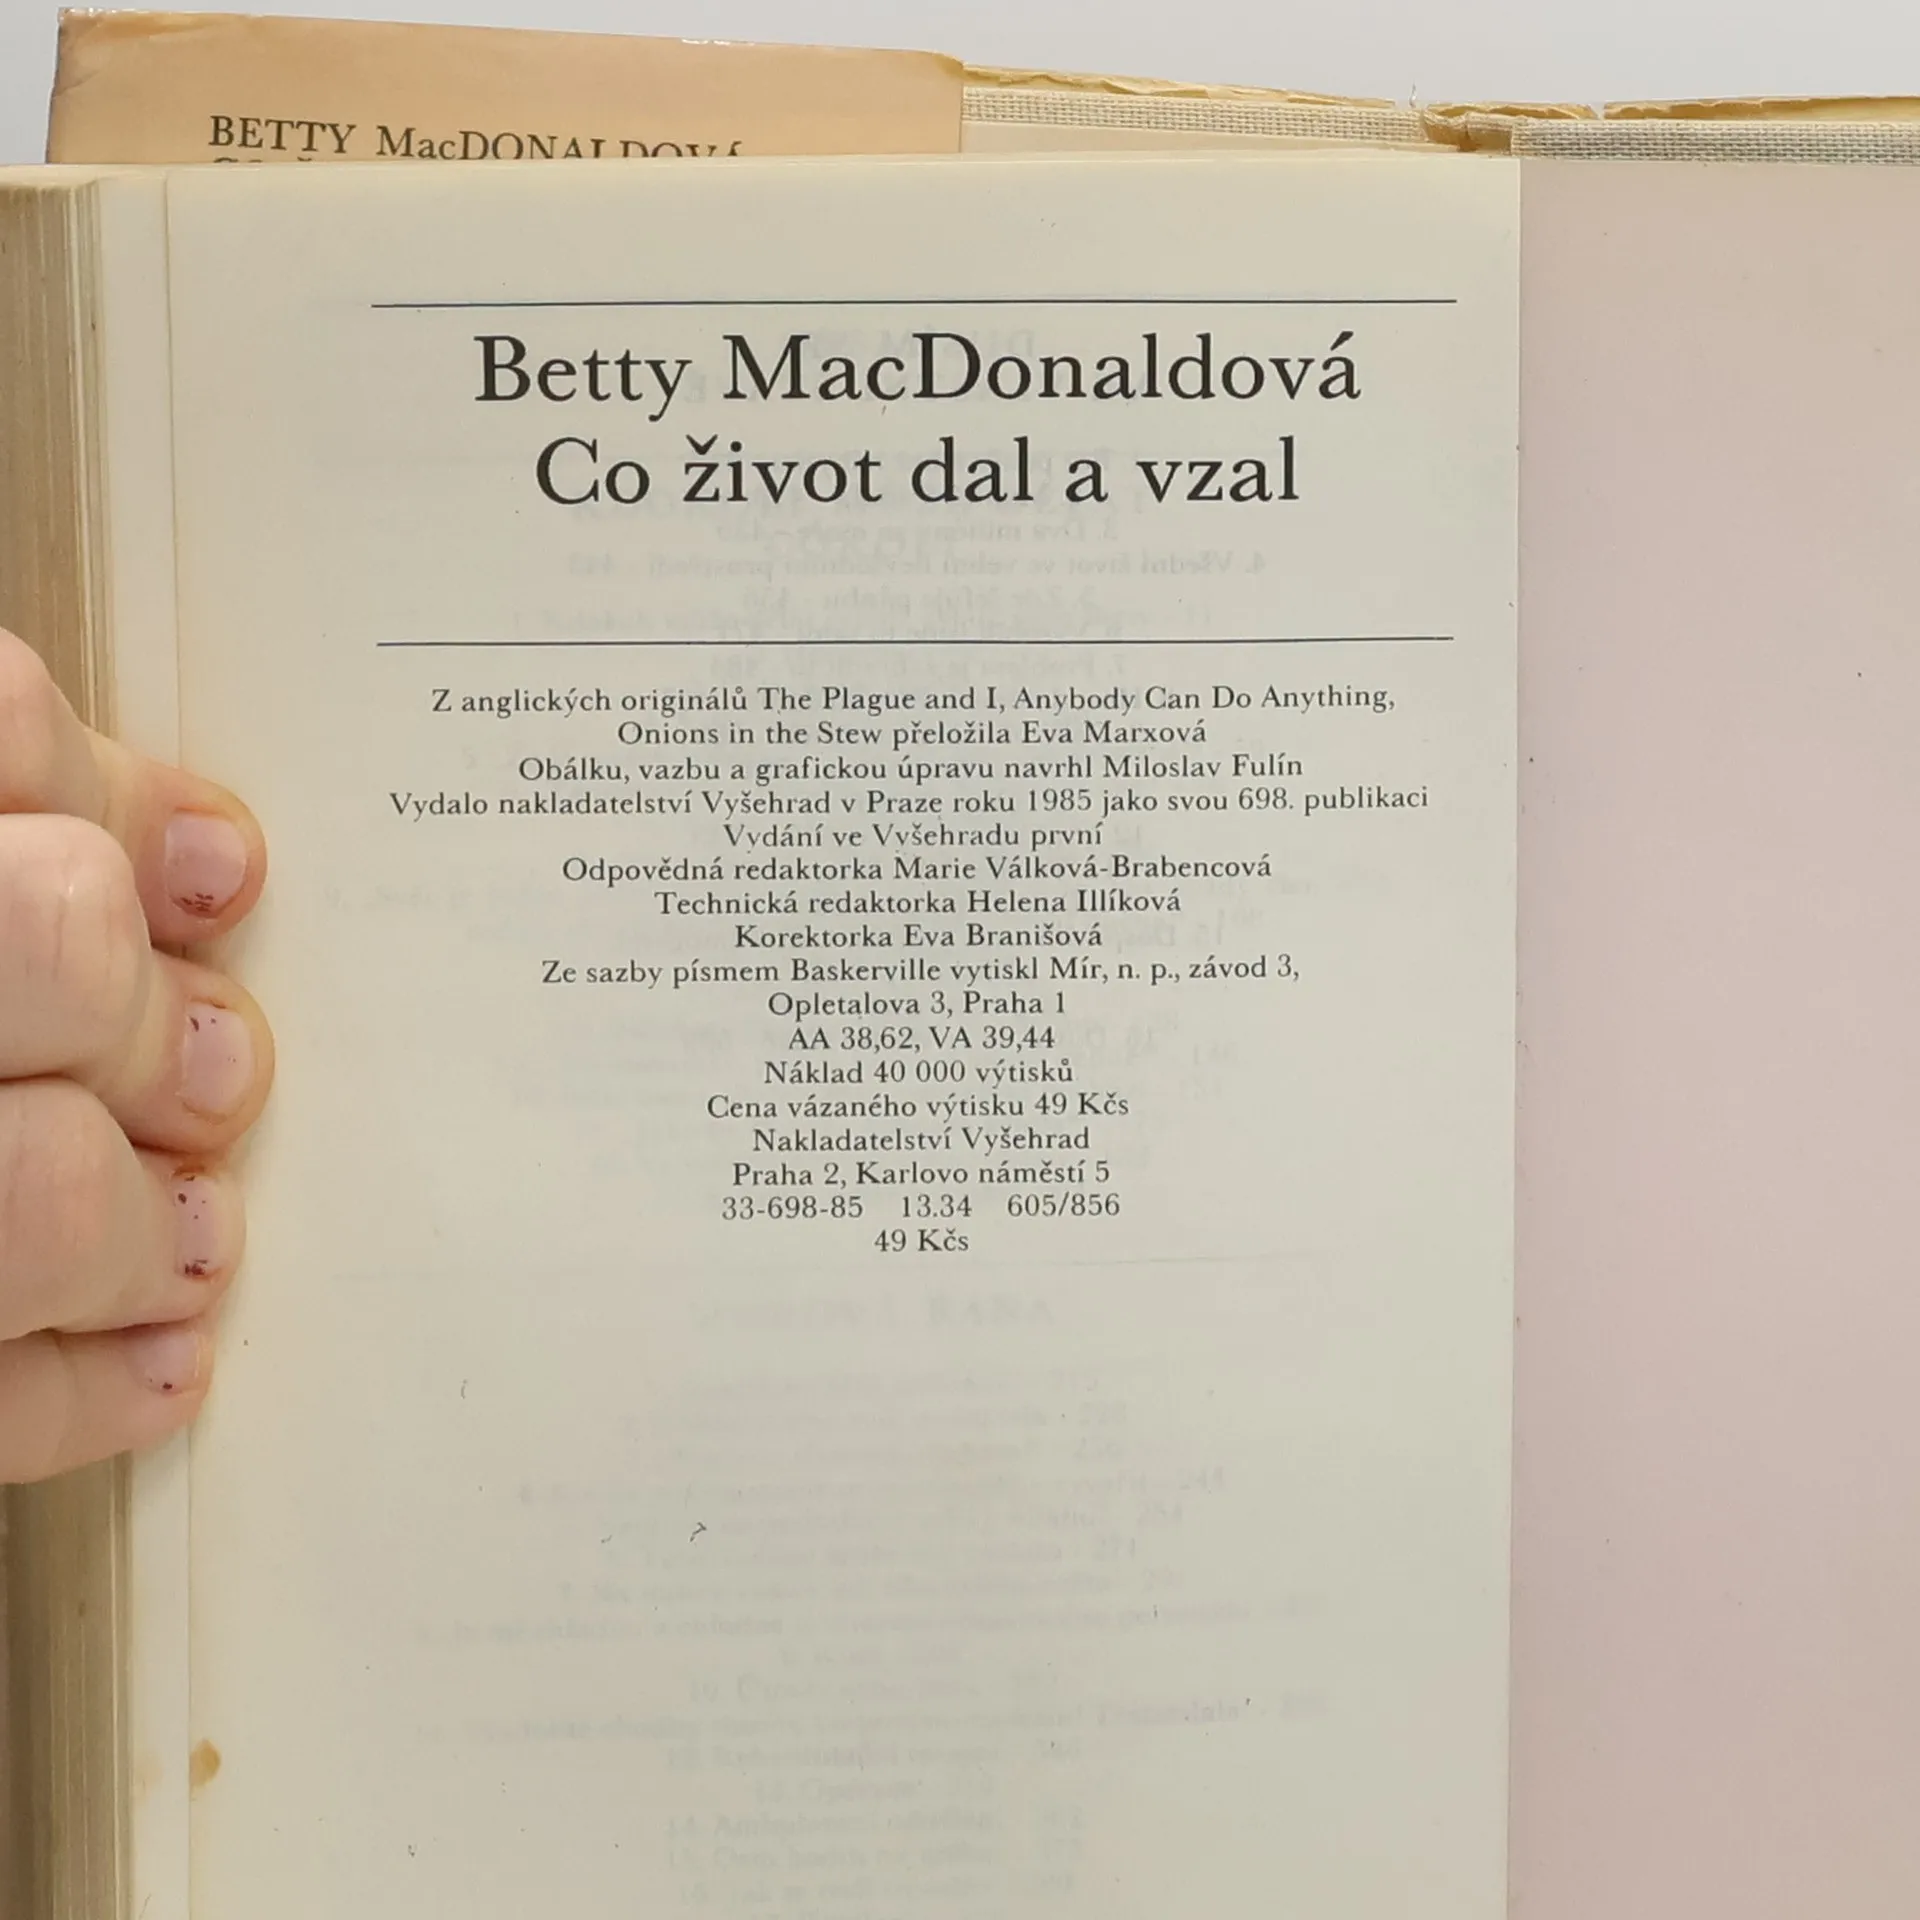 BETTY MacDONALDOVÁ
Betty MacDonaldová
Co život dal a vzal
Z anglických originálů The Plague and I, Anybody Can Do Anything,
Onions in the Stew přeložila Eva Marxová
Obálku, vazbu a grafickou úpravu navrhl Miloslav Fulín
Vydalo nakladatelství Vyšehrad v Praze roku 1985 jako svou 698. publikaci
Vydání ve Vyšehradu první
Odpovědná redaktorka Marie Válková-Brabencová
Technická redaktorka Helena Illíková
Korektorka Eva Branišová
Ze sazby písmem Baskerville vytiskl Mír, n. p., závod 3,
Opletalova 3, Praha 1
AA 38,62, VA 39,44
Náklad 40 000 výtisků
Cena vázaného výtisku 49 Kčs
Nakladatelství Vyšehrad
Praha 2, Karlovo náměstí 5
33-698-85 13.34 605/856
49 Kčs